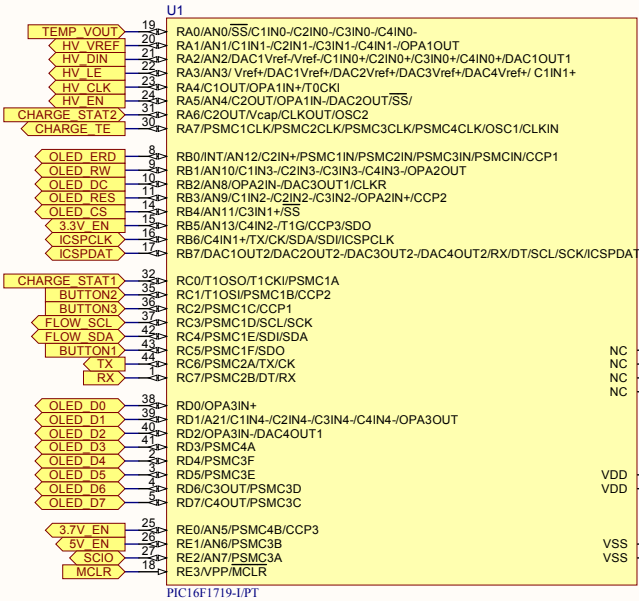 U1
TEMP_VOUT 19 RA0/AN0/SS/C1IN0-/C2IN0-/C3IN0-/C4IN0-
HV_VREF 20 RA1/AN1/C1IN1-/C2IN1-/C3IN1-/C4IN1-/OPA1OUT
HV_DIN 21 RA2/AN2/DAC1Vref-/Vref-/C1IN0+/C2IN0+/C3IN0+/C4IN0+/DAC1OUT1
HV_LE 22 RA3/AN3/ Vref+/DAC1Vref+/DAC2Vref+/DAC3Vref+/DAC4Vref+/ C1IN1+
HV_CLK 23 RA4/C1OUT/OPA1IN+/T0CKI
HV_EN 24 RA5/AN4/C2OUT/OPA1IN-/DAC2OUT/SS/
CHARGE_STAT2 31 RA6/C2OUT/Vcap/CLKOUT/OSC2
CHARGE_TE 30 RA7/PSMC1CLK/PSMC2CLK/PSMC3CLK/PSMC4CLK/OSC1/CLKIN
OLED_ERD 8 RB0/INT/AN12/C2IN+/PSMC1IN/PSMC2IN/PSMC3IN/PSMCIN/CCP1
OLED_RW 9 RB1/AN10/C1IN3-/C2IN3-/C3IN3-/C4IN3-/OPA2OUT
OLED_DC 10 RB2/AN8/OPA2IN-/DAC3OUT1/CLKR
OLED_RES 11 RB3/AN9/C1IN2-/C2IN2-/C3IN2-/OPA2IN+/CCP2
OLED_CS 14 RB4/AN11/C3IN1+/SS
3.3V_EN 15 RB5/AN13/C4IN2-/T1G/CCP3/SDO
ICSPCLK 16 RB6/C4IN1+/TX/CK/SDA/SDI/ICSPCLK
ICSPDAT 17 RB7/DAC1OUT2/DAC2OUT2-/DAC3OUT2-/DAC4OUT2/RX/DT/SCL/SCK/ICSPDAT
CHARGE_STAT1 32 RC0/T1OSO/T1CKI/PSMC1A
BUTTON2 35 RC1/T1OSI/PSMC1B/CCP2
BUTTON3 36 RC2/PSMC1C/CCP1
FLOW_SCL 37 RC3/PSMC1D/SCL/SCK
FLOW_SDA 42 RC4/PSMC1E/SDI/SDA
BUTTON1 43 RC5/PSMC1F/SDO NC
TX 44 RC6/PSMC2A/TX/CK NC
RX 1 RC7/PSMC2B/DT/RX NC
NC
OLED_D0 38 RD0/OPA3IN+
OLED_D1 39 RD1/A21/C1IN4-/C2IN4-/C3IN4-/C4IN4-/OPA3OUT
OLED_D2 40 RD2/OPA3IN-/DAC4OUT1
OLED_D3 41 RD3/PSMC4A
OLED_D4 2 RD4/PSMC3F
OLED_D5 3 RD5/PSMC3E VDD
OLED_D6 4 RD6/C3OUT/PSMC3D VDD
OLED_D7 5 RD7/C4OUT/PSMC3C
3.7V_EN 25 RE0/AN5/PSMC4B/CCP3
5V_EN 26 RE1/AN6/PSMC3B VSS
SCIO 27 RE2/AN7/PSMC3A VSS
MCLR 18 RE3/VPP/MCLR
PIC16F1719-I/PT